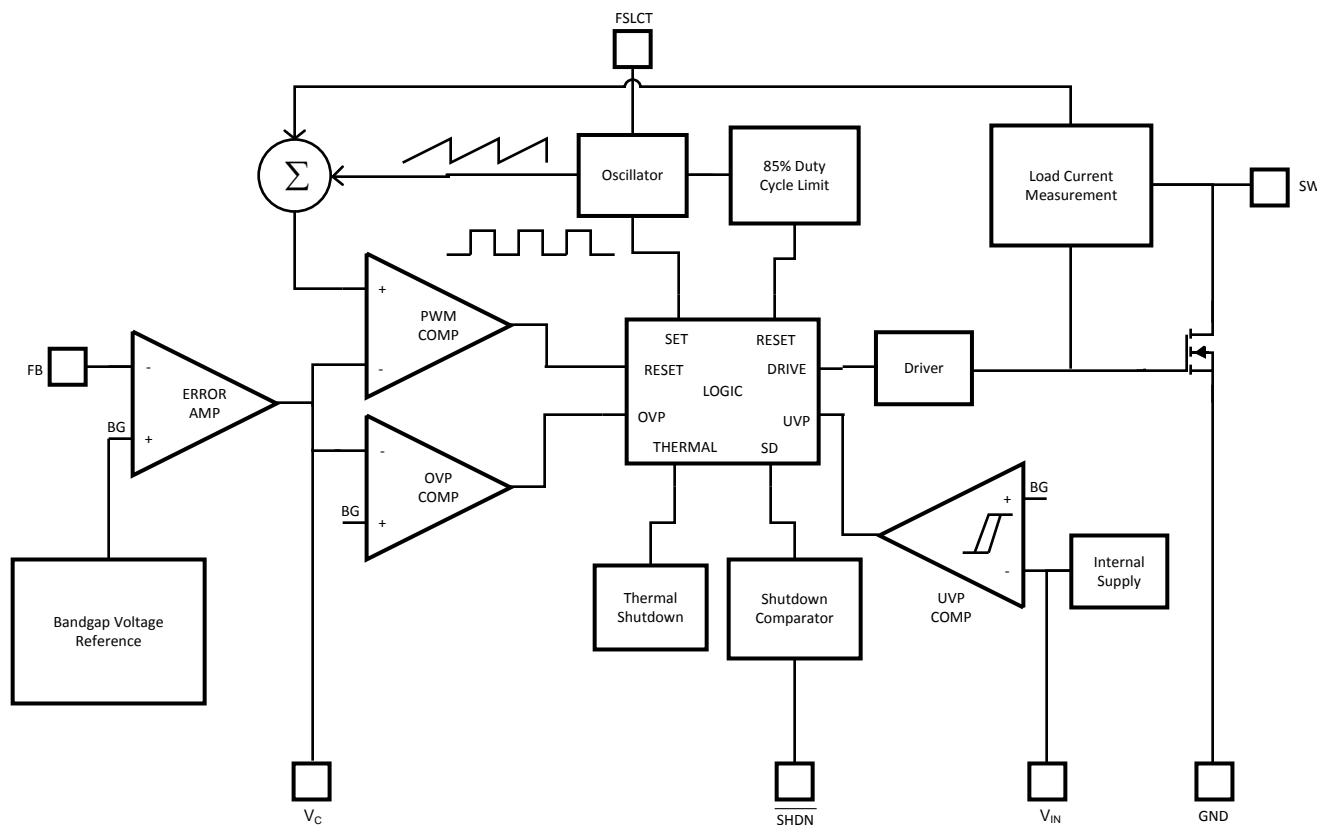 FSLCT
Σ
Oscillator
85% Duty
Cycle Limit
Load Current
Measurement
SW
+
PWM
COMP
-
FB
-
ERROR
AMP
BG
+
SET
RESET
RESET
DRIVE
LOGIC
OVP
UVP
THERMAL
SD
Driver
-
OVP
COMP
BG
+
+
BG
-
UVP
COMP
Internal
Supply
Bandgap Voltage
Reference
Thermal
Shutdown
Shutdown
Comparator
VC
SHDN
VIN
GND